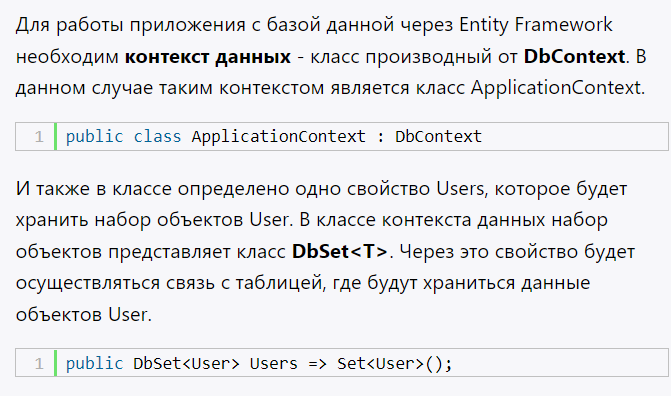 Для работы приложения с базой данной через Entity Framework
необходим контекст данных - класс производный от DbContext. В
данном случае таким контекстом является класс ApplicationContext.
1 public class ApplicationContext : DbContext
И также в классе определено одно свойство Users, которое будет
хранить набор объектов User. В классе контекста данных набор
объектов представляет класс DbSet<T>. Через это свойство будет
осуществляться связь с таблицей, где будут храниться данные
объектов User.
1 public DbSet<User> Users => Set<User>();